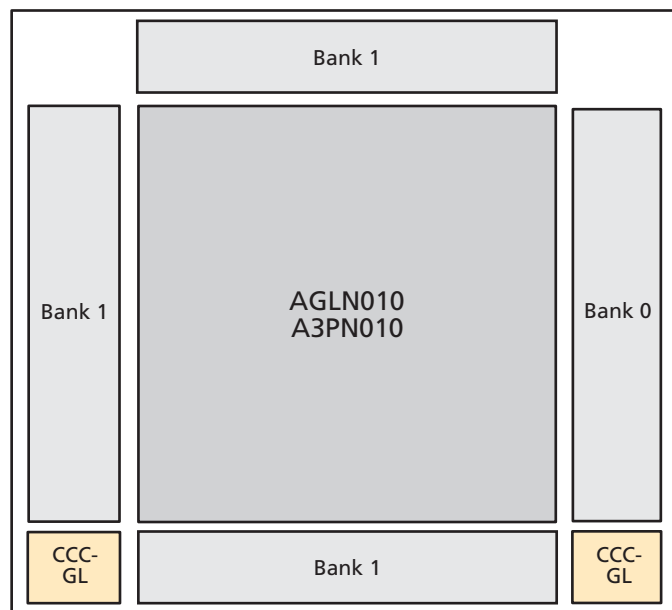 Bank 1
Bank 1
AGLN010
A3PN010
Bank 0
CCC-
GL
Bank 1
CCC-
GL